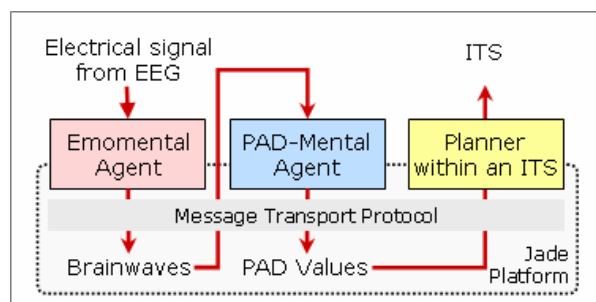 Electrical signal
from EEG
ITS
Emomental
Agent
PAD-Mental
Agent
Planner
within an ITS
Message Transport Protocol
Brainwaves
PAD Values
Jade
Platform